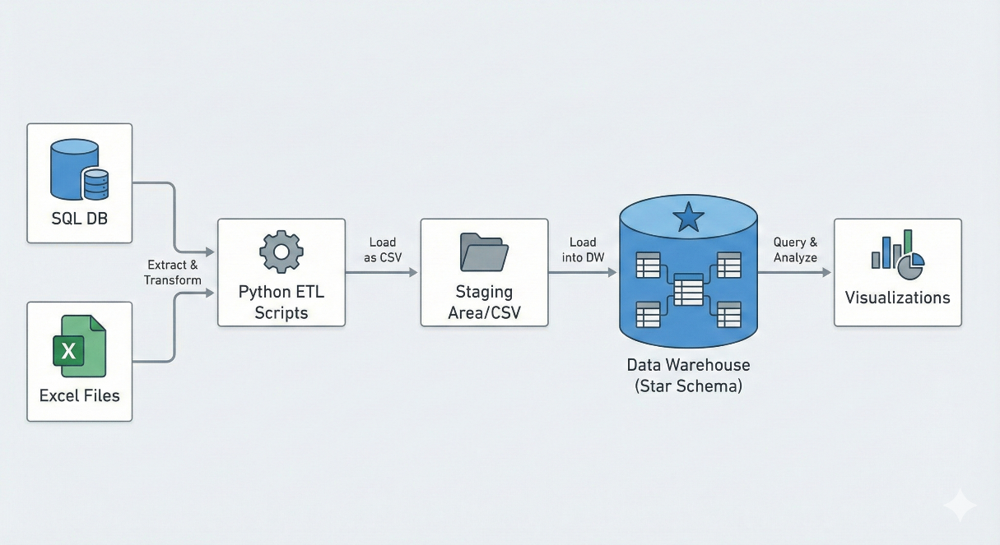 SQL DB
Extract &
Transform
X
Excel Files
Python ETL
Scripts
Load
as CSV
Staging
Area/CSV
Load
into DW
Data Warehouse
(Star Schema)
Query &
Analyze
Visualizations